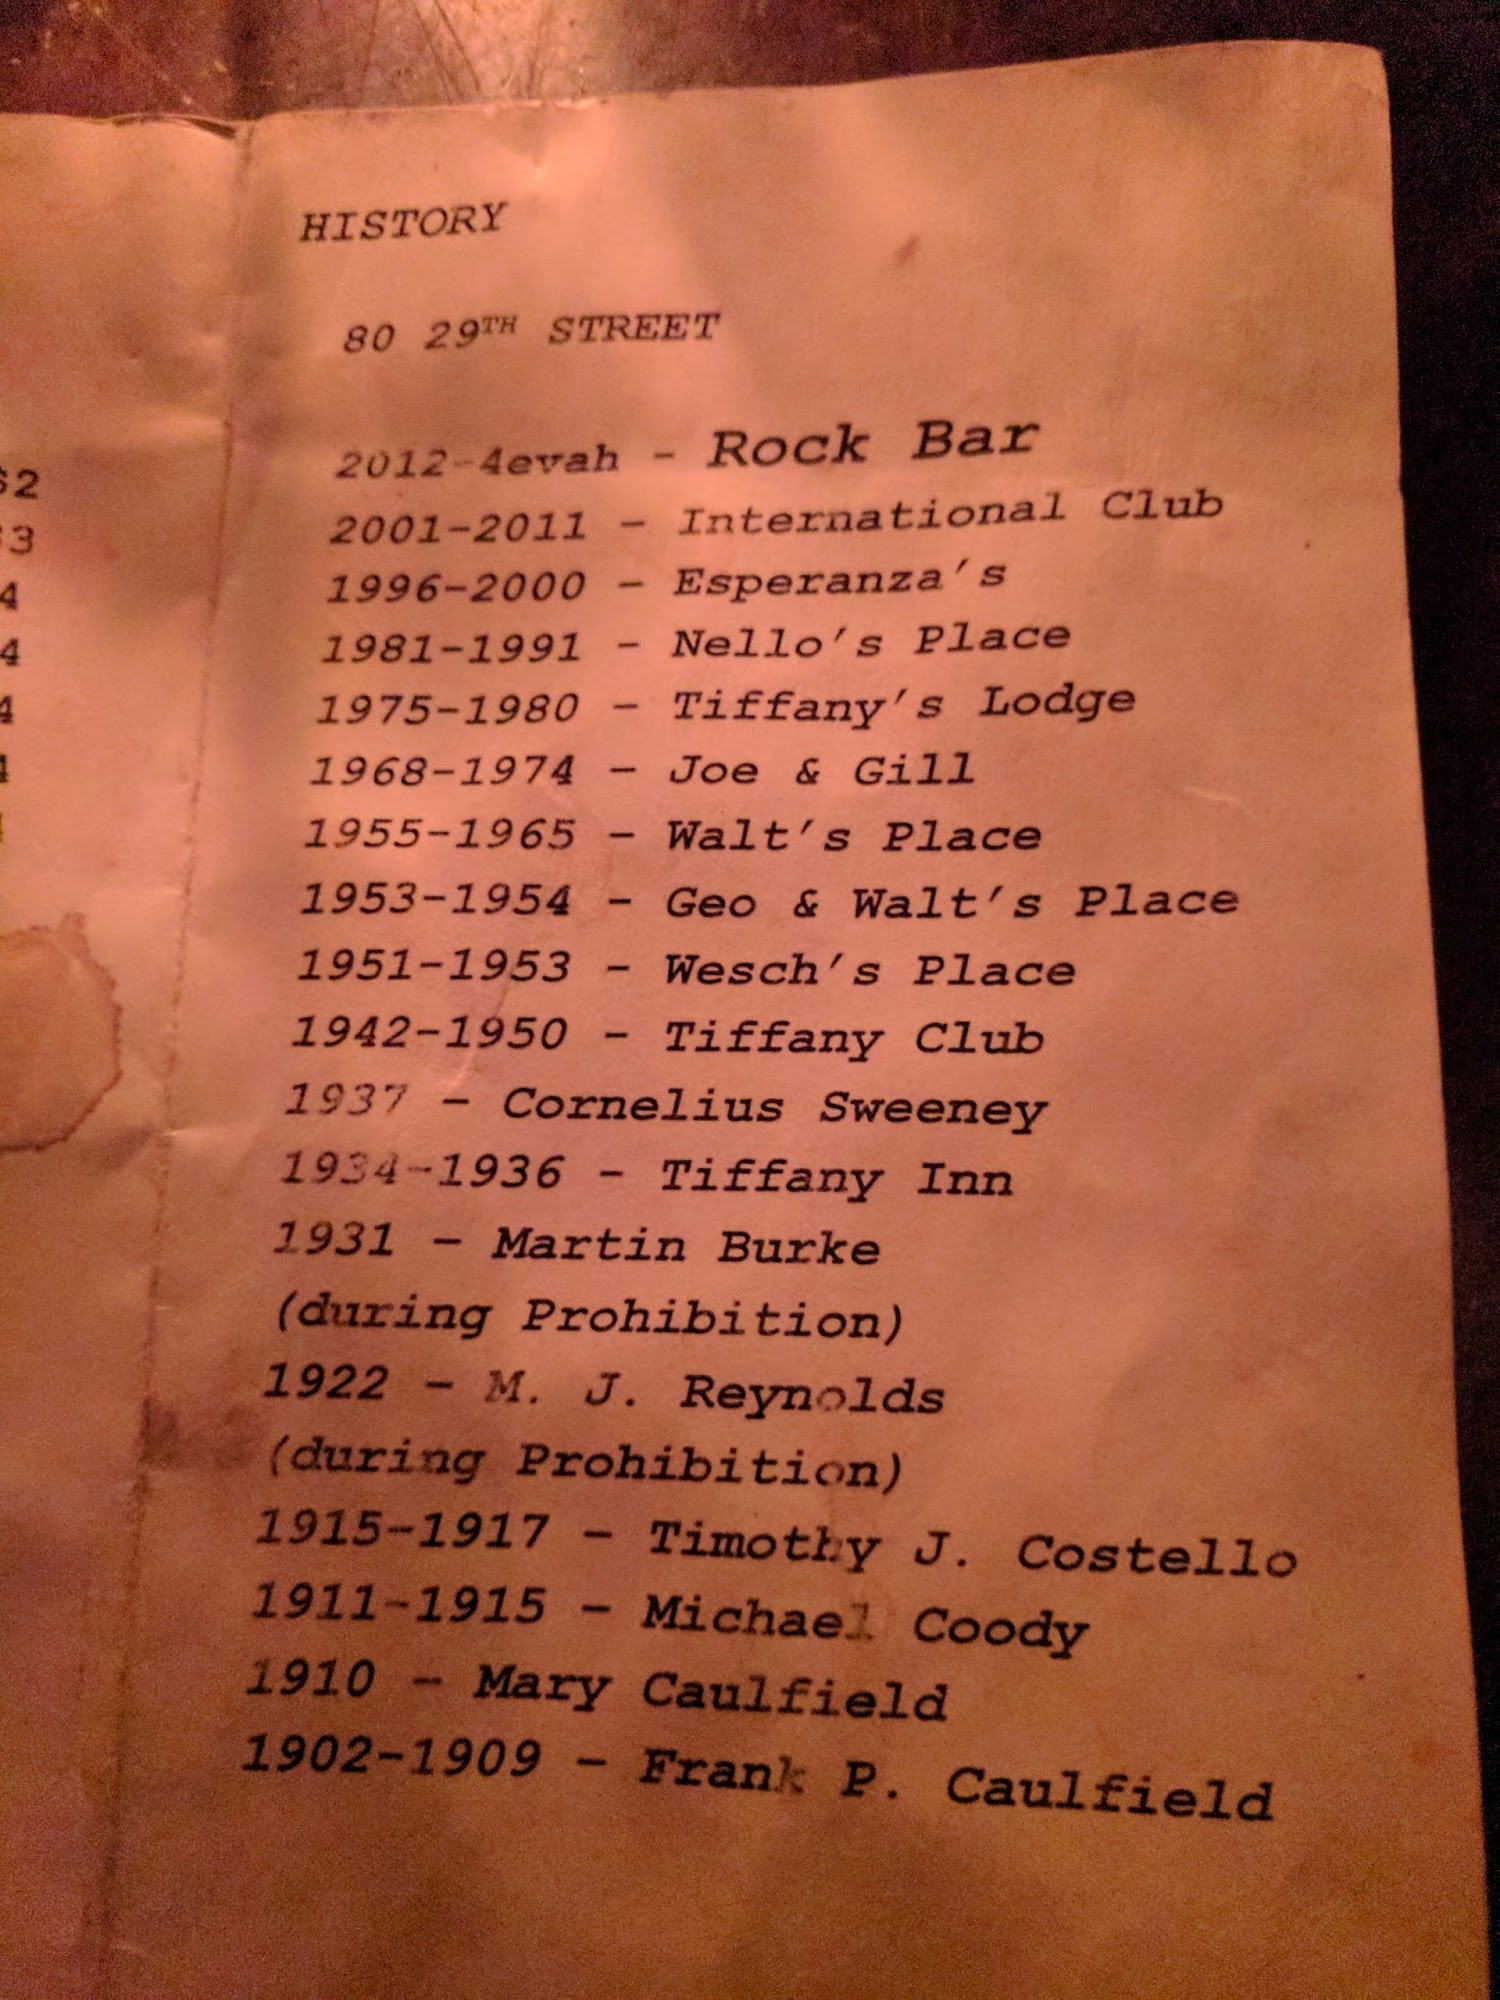 HISTORY
80 29TH STREET
2012-4evah - Rock Bar
2001-2011 - International Club
1996-2000 - Esperanza's
1981-1991 - Nello's Place
1975-1980 - Tiffany's Lodge
1968-1974 - Joe & Gill
1955-1965 - Walt's Place
1953-1954 - Geo & Walt's Place
1951-1953 - Wesch's Place
1942-1950 - Tiffany Club
1937 - Cornelius Sweeney
1934-1936 - Tiffany Inn
1931 - Martin Burke
(during Prohibition)
1922 - M. J. Reynolds
(during Prohibition)
1915-1917 - Timothy J. Costello
1911-1915 - Michael Coody
1910 - Mary Caulfield
1902-1909 - Frank P. Caulfield